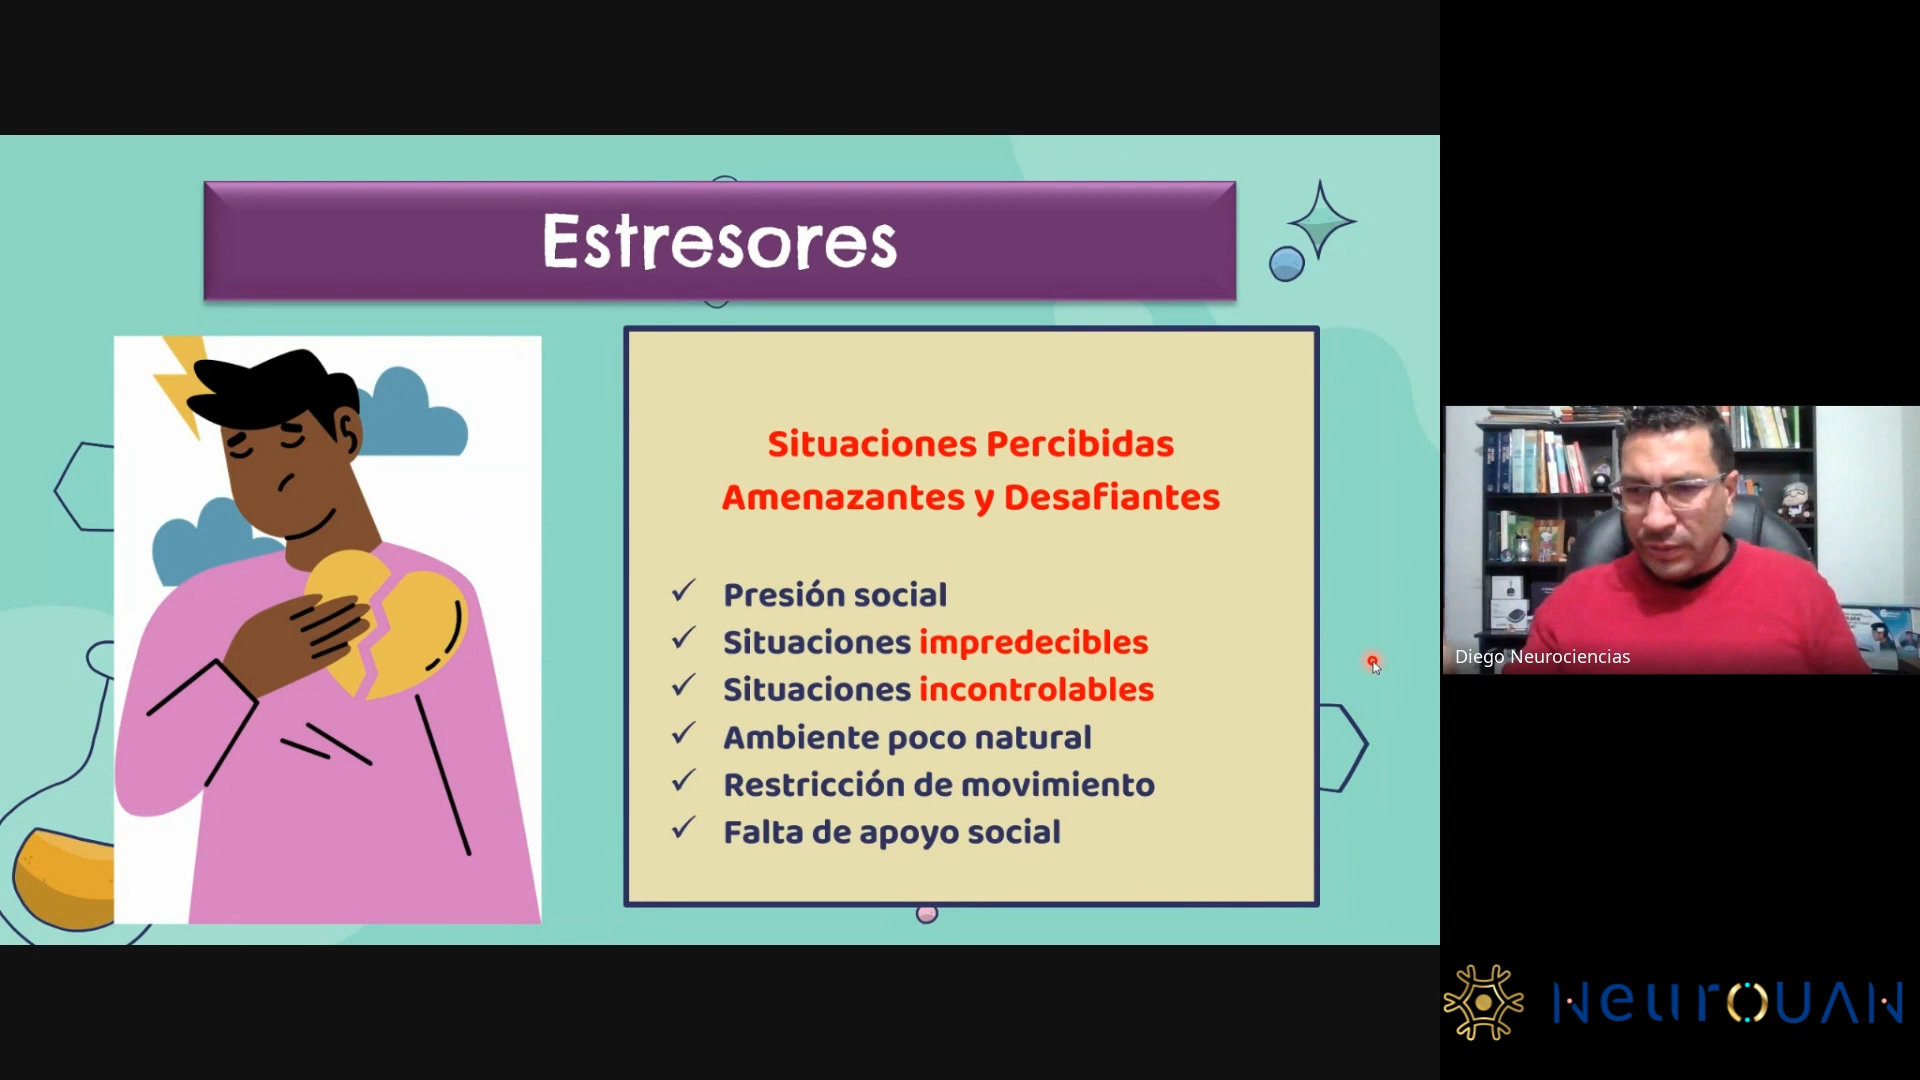 Estresores
Situaciones Percibidas
Amenazantes y Desafiantes
✓ Presión social
✓ Situaciones impredecibles
✓ Situaciones incontrolables
✓ Ambiente poco natural
✓ Restricción de movimiento
✓ Falta de apoyo social
Diego Neurociencias
NeurOUAN